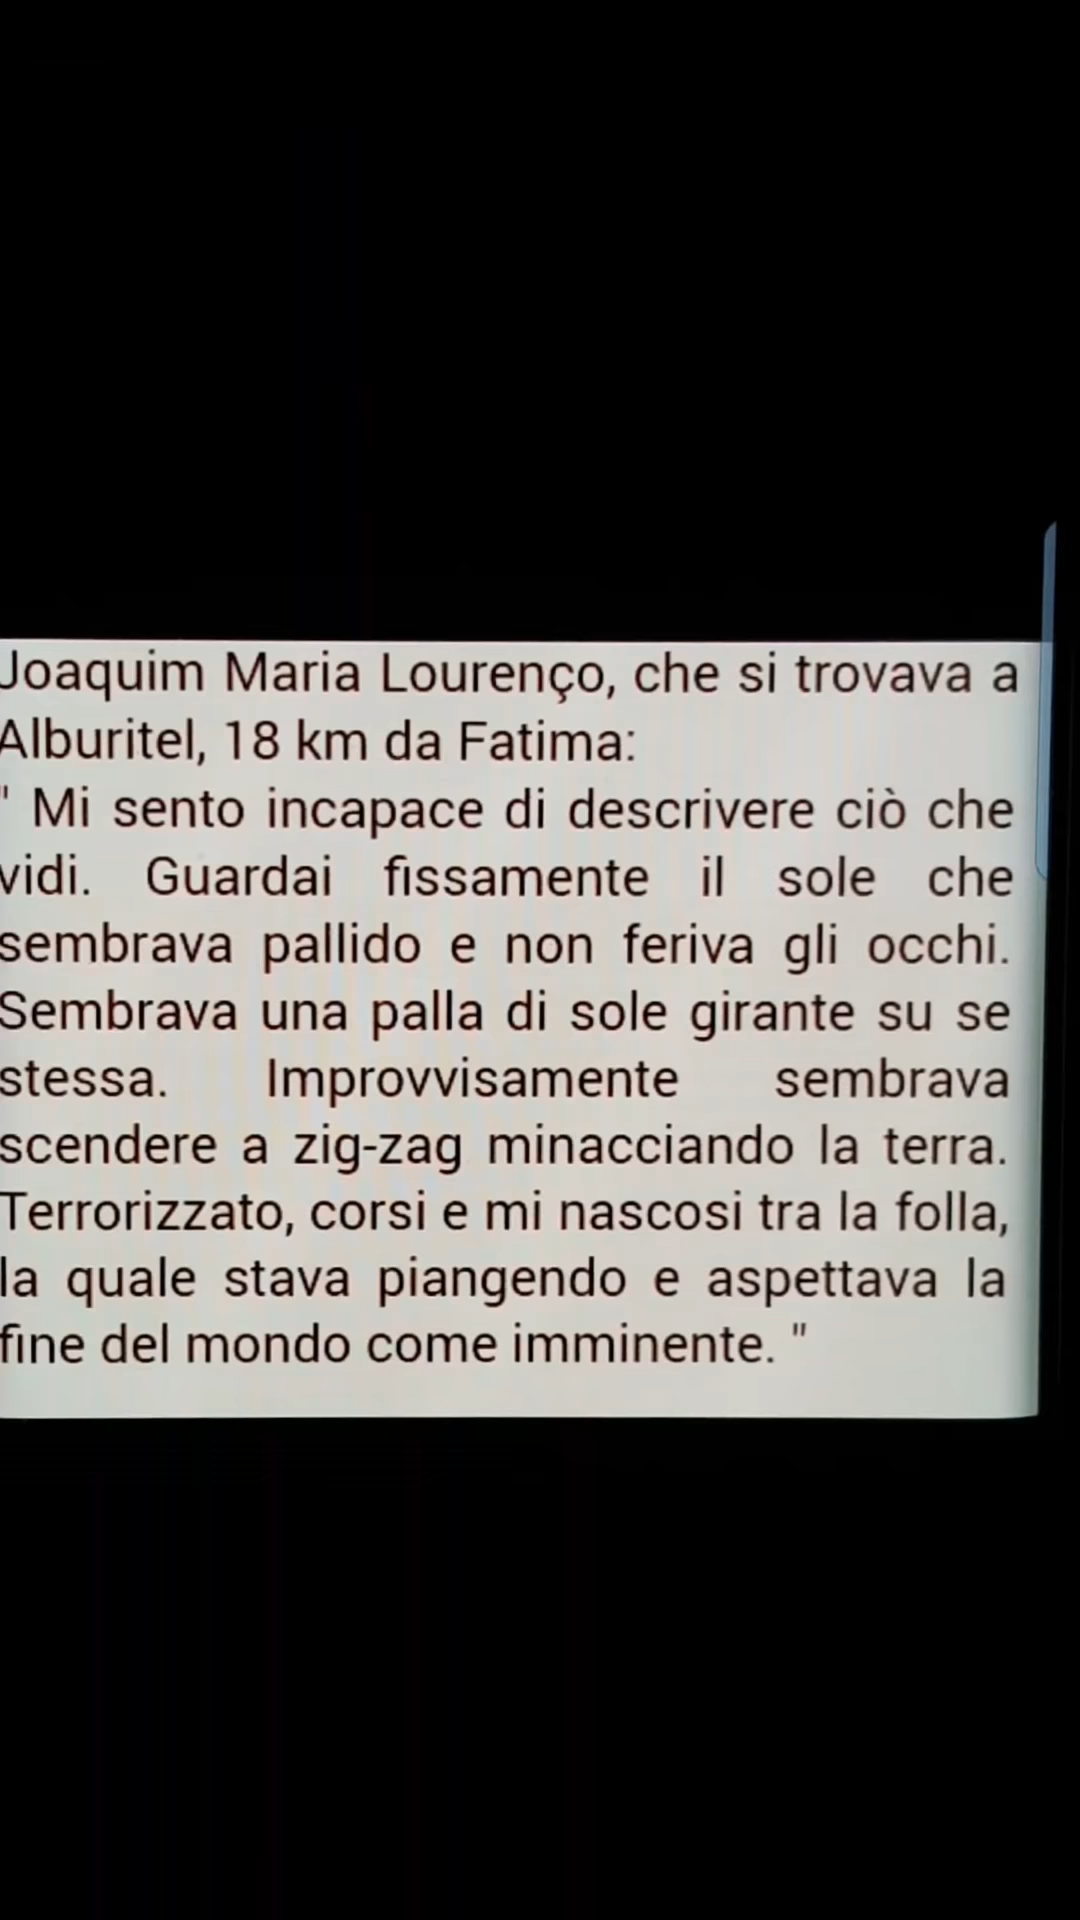 Joaquim Maria Lourenço, che si trovava a
Alburitel, 18 km da Fatima:
" Mi sento incapace di descrivere ciò che
vidi. Guardai fissamente il sole che
sembrava pallido e non feriva gli occhi.
Sembrava una palla di sole girante su se
stessa. Improvvisamente sembrava
scendere a zig-zag minacciando la terra.
Terrorizzato, corsi e mi nascosi tra la folla,
la quale stava piangendo e aspettava la
fine del mondo come imminente. "